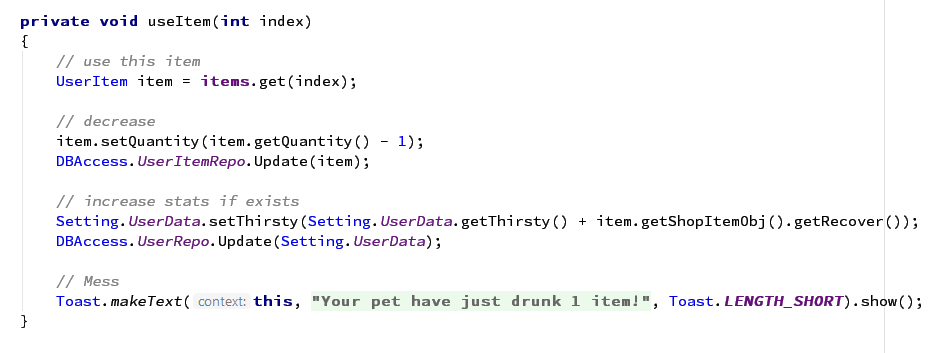 private void useItem(int index)
{
    // use this item
    UserItem item = items.get(index);

    // decrease
    item.setQuantity(item.getQuantity() - 1);
    DBAccess.UserItemRepo.Update(item);

    // increase stats if exists
    Setting.UserData.setThirsty(Setting.UserData.getThirsty() + item.getShopItemObj().getRecover());
    DBAccess.UserRepo.Update(Setting.UserData);

    // Mess
    Toast.makeText( context: this, "Your pet have just drunk 1 item!", Toast.LENGTH_SHORT).show();
}